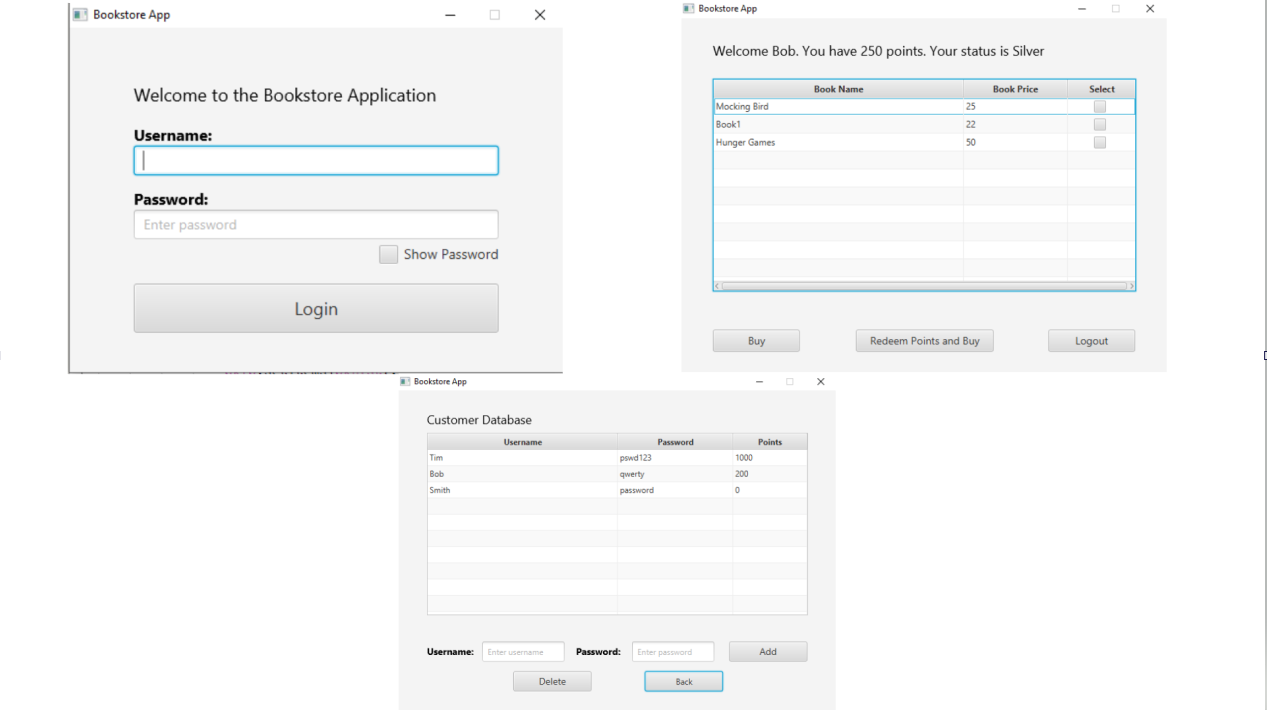 Bookstore App
Welcome to the Bookstore Application
Username:
Password:
Enter password
Show Password
Login
Bookstore App
Welcome Bob. You have 250 points. Your status is Silver
Book Name Book Price Select
Mocking Bird 25
Book1 22
Hunger Games 50
Buy Redeem Points and Buy Logout
Bookstore App
Customer Database
Username Password Points
Tim pswd123 1000
Bob qwerty 200
Smith password 0
Username: Enter username Password: Enter password Add
Delete Back